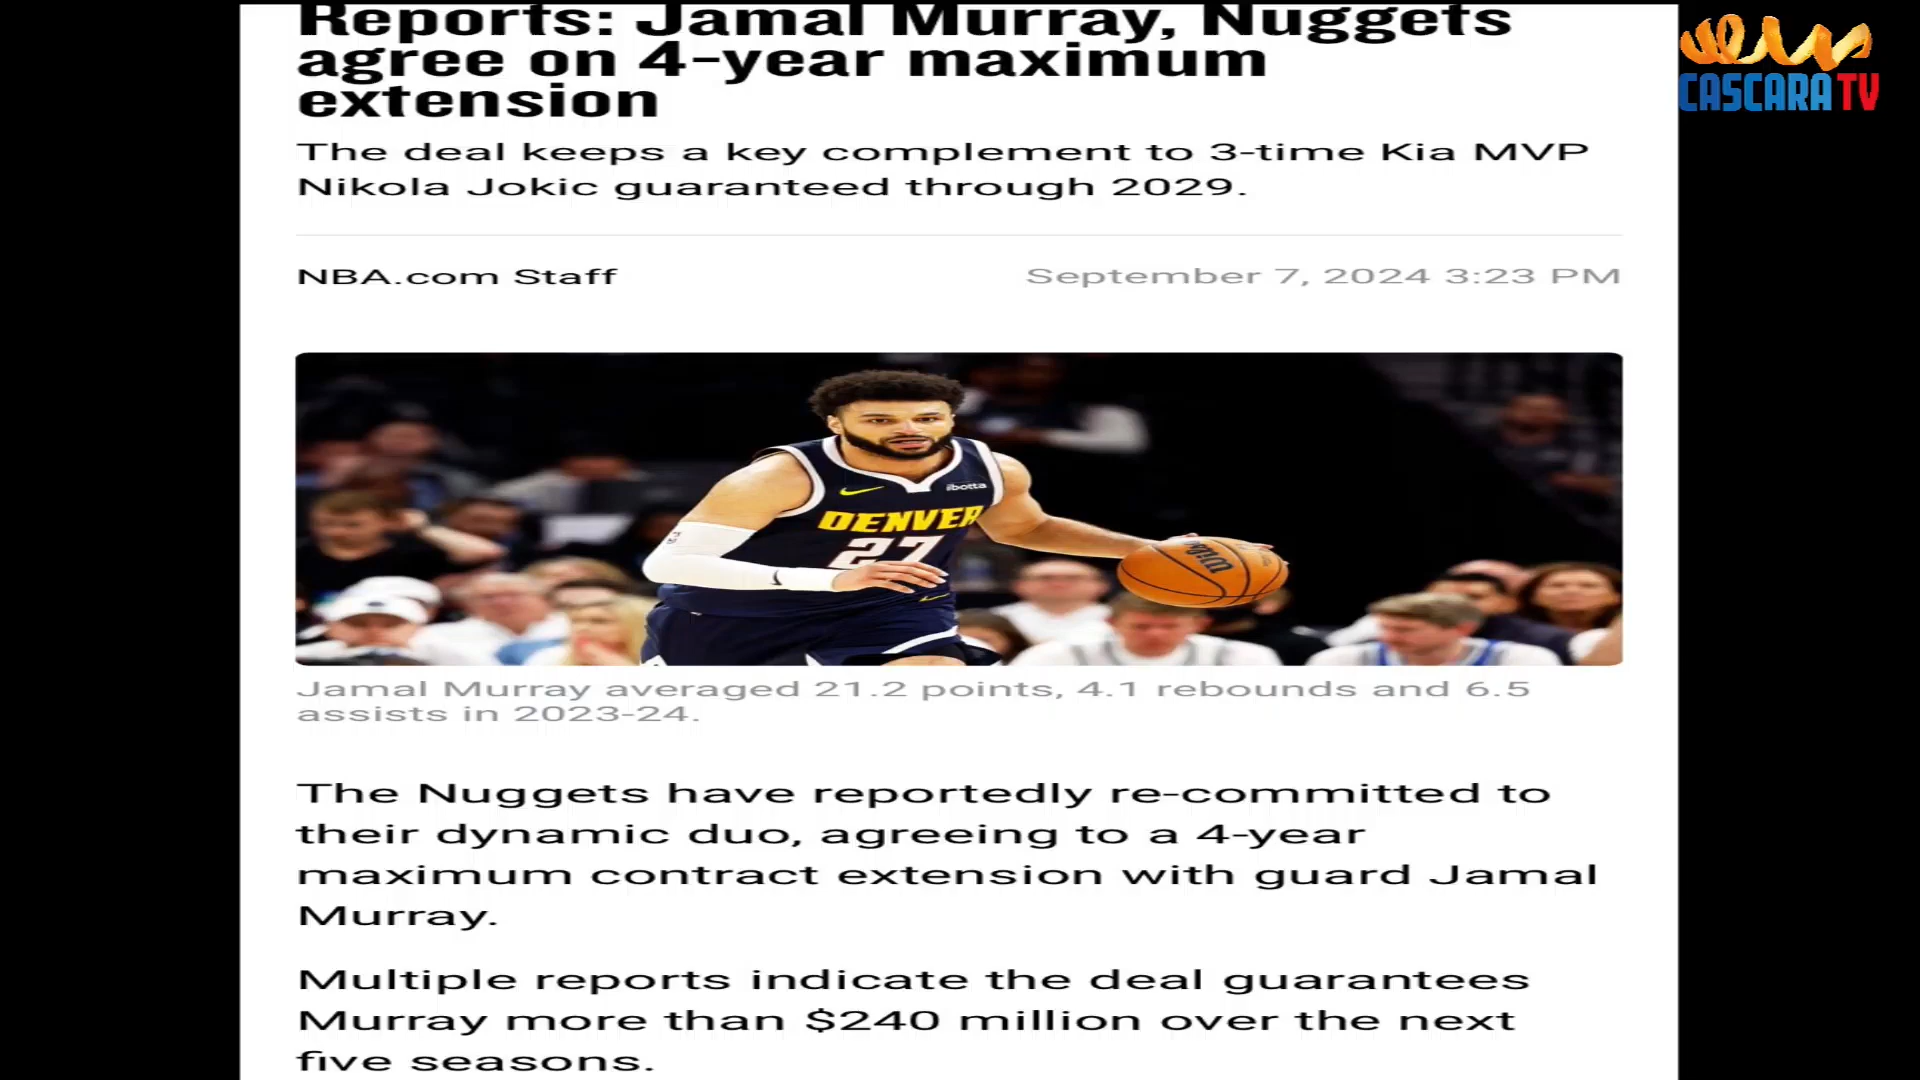 Reports: Jamal Murray, Nuggets
agree on 4-year maximum
extension
The deal keeps a key complement to 3-time Kia MVP
Nikola Jokic guaranteed through 2029.
NBA.com Staff
September 7, 2024 3:23 PM
CASCARA TV
ibotta
DENVER
27
Wilson
Jamal Murray averaged 21.2 points, 4.1 rebounds and 6.5
assists in 2023-24.
The Nuggets have reportedly re-committed to
their dynamic duo, agreeing to a 4-year
maximum contract extension with guard Jamal
Murray.
Multiple reports indicate the deal guarantees
Murray more than $240 million over the next
five seasons.